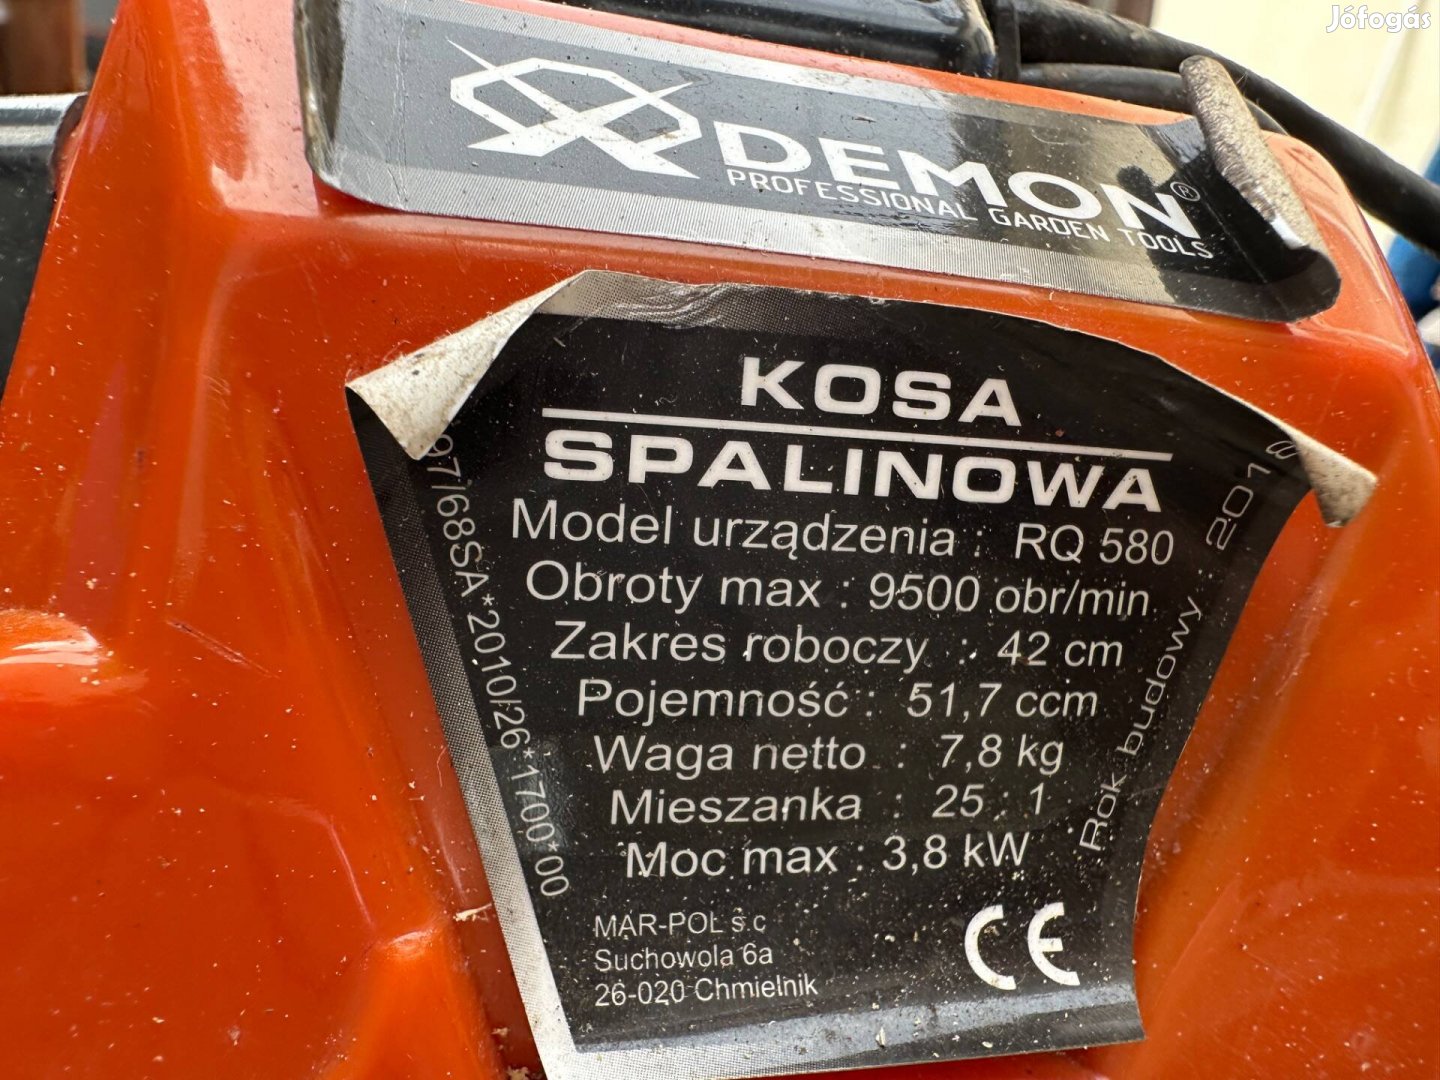 Jófogás
DEMON®
PROFESSIONAL GARDEN TOOLS
KOSA
SPALINOWA
Model urządzenia : RQ 580
Obroty max : 9500 obr/min
Zakres roboczy : 42 cm
Pojemność : 51,7 ccm
Waga netto : 7,8 kg
Mieszanka : 25 : 1
Moc max : 3,8 kW
MAR-POL s.c
Suchowola 6a
26-020 Chmielnik
CE
97/68SA*2010/26*1700*00
Rok budowy : 2018